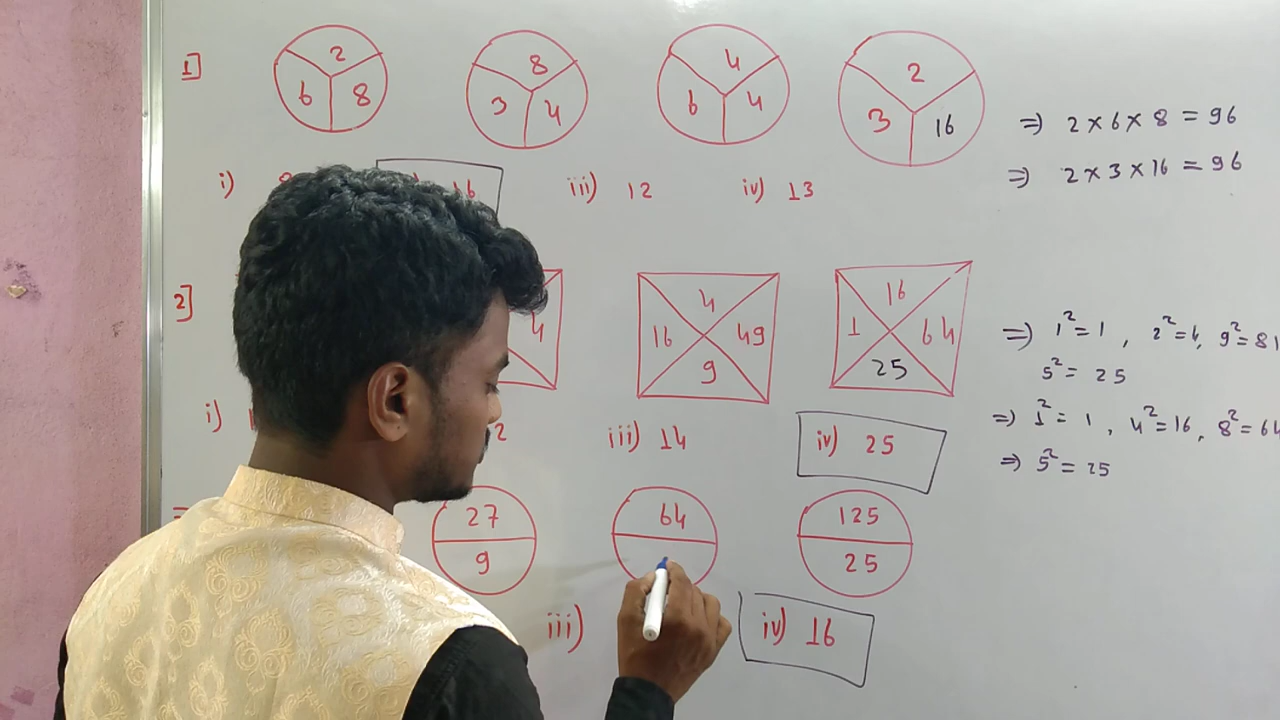 1]
2 6 8
8 3 4
4 6 4
2 3 16
⇒ 2 × 6 × 8 = 96
⇒ 2 × 3 × 16 = 96
i) 16 iii) 12 iv) 13
2]
4
4 16 49 9
16 1 64 25
⇒ 1² = 1 , 2² = 4, 9² = 81
5² = 25
⇒ 1² = 1 , 4² = 16 , 8² = 64
⇒ 5² = 25
i) 2 iii) 14 iv) 25
27 9
64
125 25
iii) iv) 16